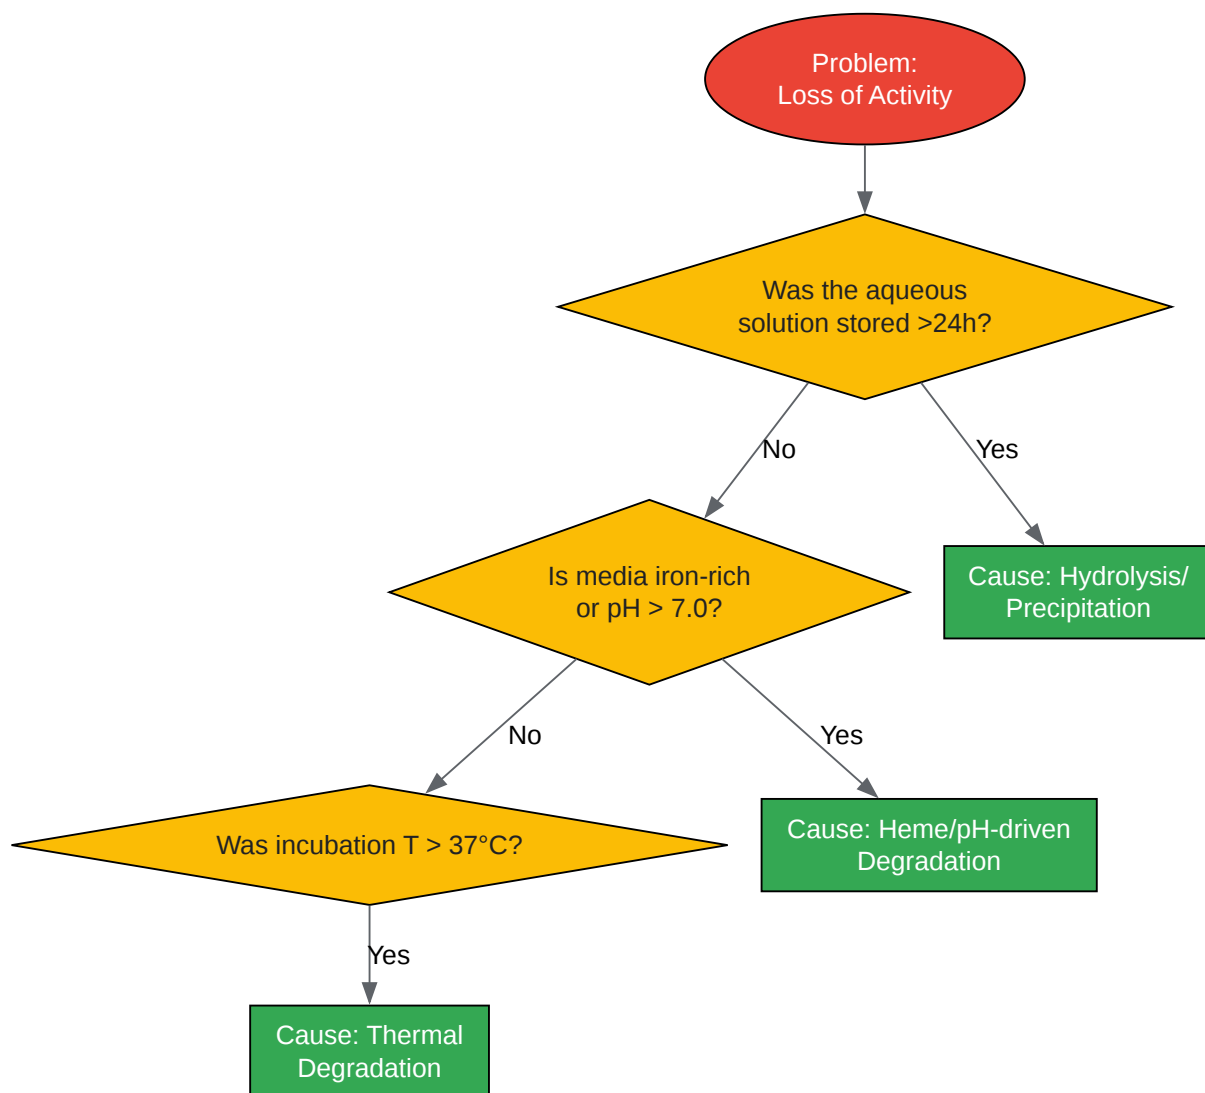 Problem:
Loss of Activity
Was the aqueous
solution stored >24h?
No
Yes
Is media iron-rich
or pH > 7.0?
Cause: Hydrolysis/
Precipitation
No
Yes
Was incubation T > 37°C?
Cause: Heme/pH-driven
Degradation
Yes
Cause: Thermal
Degradation